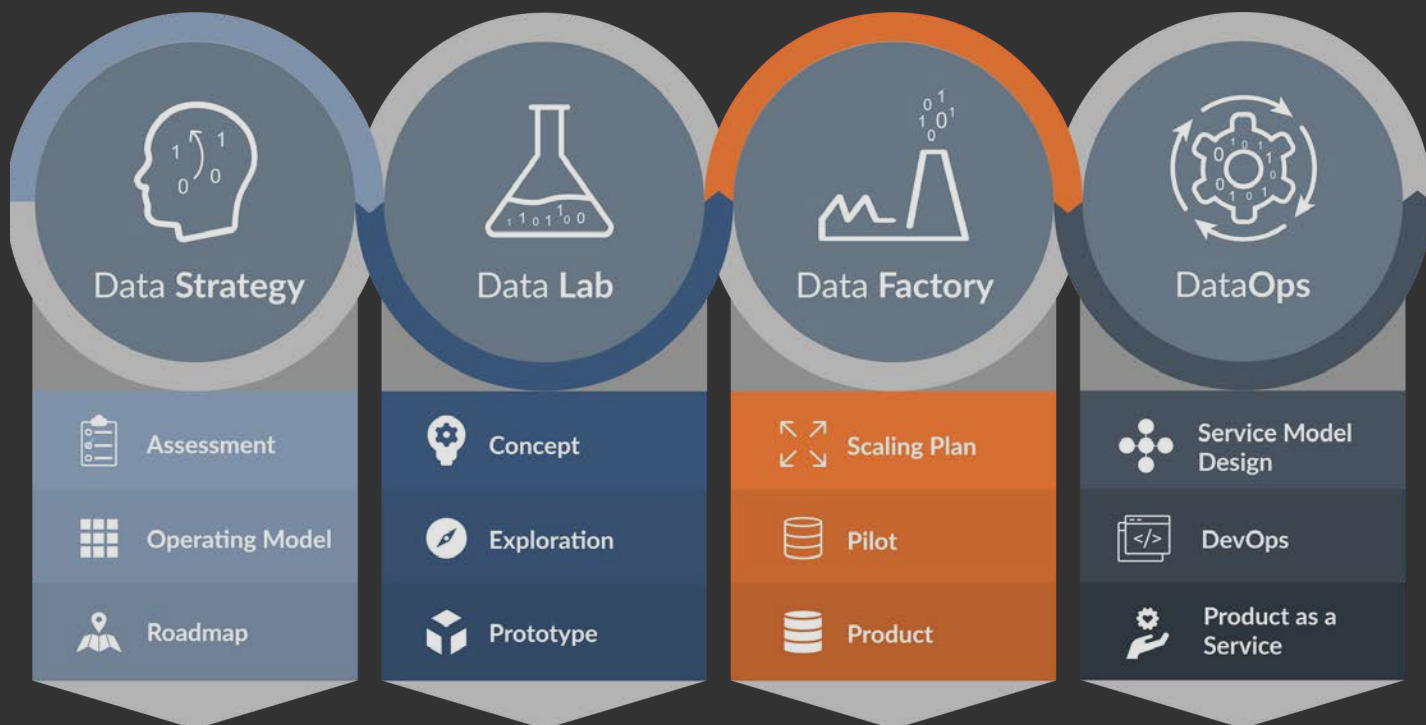 Data Strategy
Assessment
Operating Model
Roadmap
Data Lab
Concept
Exploration
Prototype
Data Factory
Scaling Plan
Pilot
Product
DataOps
Service Model
Design
DevOps
Product as a
Service